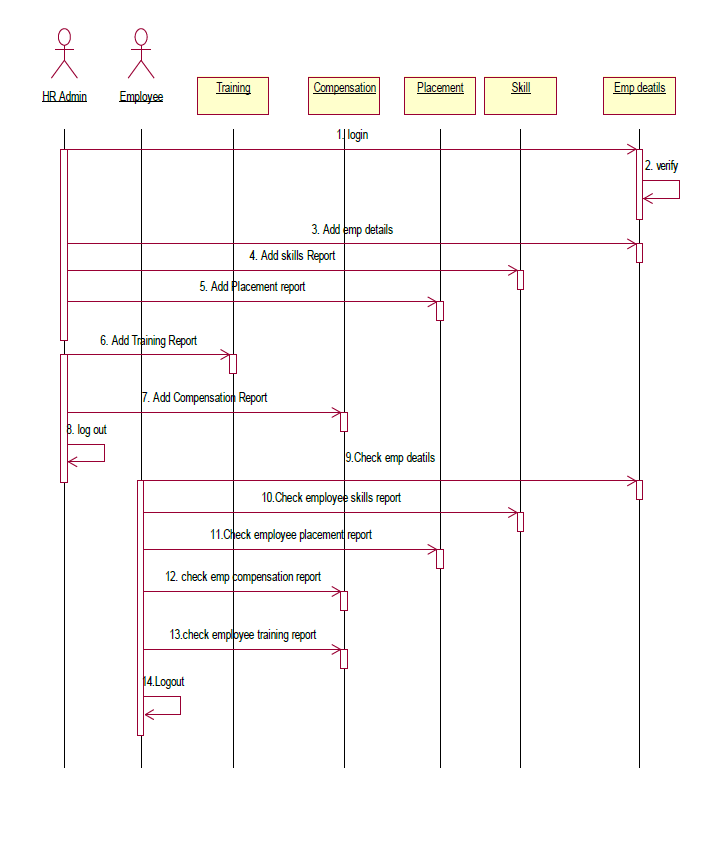 HR Admin
Employee
Training
Compensation
Placement
Skill
Emp deatils
1. login
2. verify
3. Add emp details
4. Add skills Report
5. Add Placement report
6. Add Training Report
7. Add Compensation Report
8. log out
9.Check emp deatils
10.Check employee skills report
11.Check employee placement report
12. check emp compensation report
13.check employee training report
14.Logout